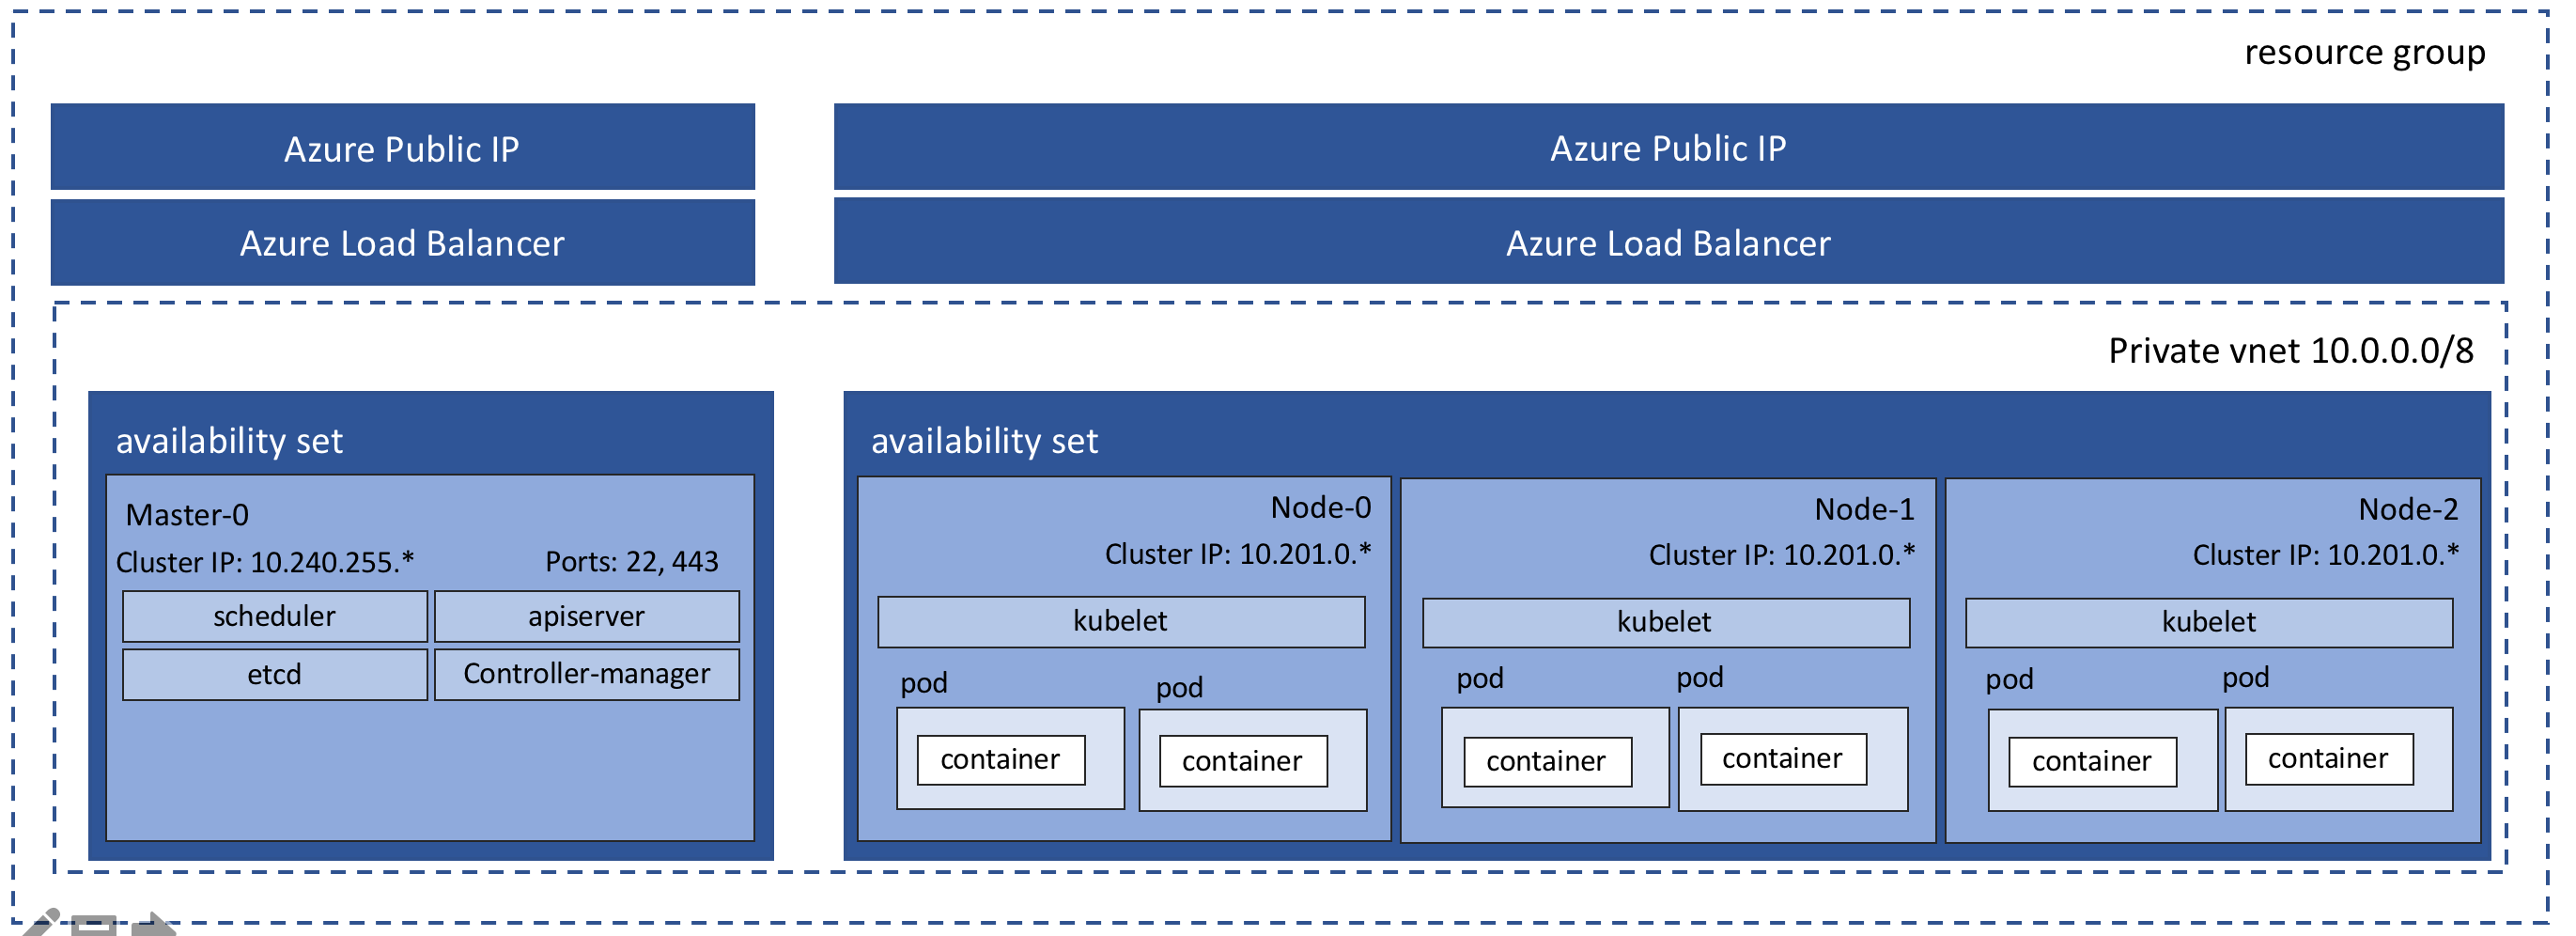 resource group
Azure Public IP
Azure Public IP
Azure Load Balancer
Azure Load Balancer
Private vnet 10.0.0.0/8
availability set
Master-0
Cluster IP: 10.240.255.*
Ports: 22, 443
scheduler
apiserver
etcd
Controller-manager
availability set
Node-0
Cluster IP: 10.201.0.*
kubelet
pod
pod
container
container
Node-1
Cluster IP: 10.201.0.*
kubelet
pod
pod
container
container
Node-2
Cluster IP: 10.201.0.*
kubelet
pod
pod
container
container